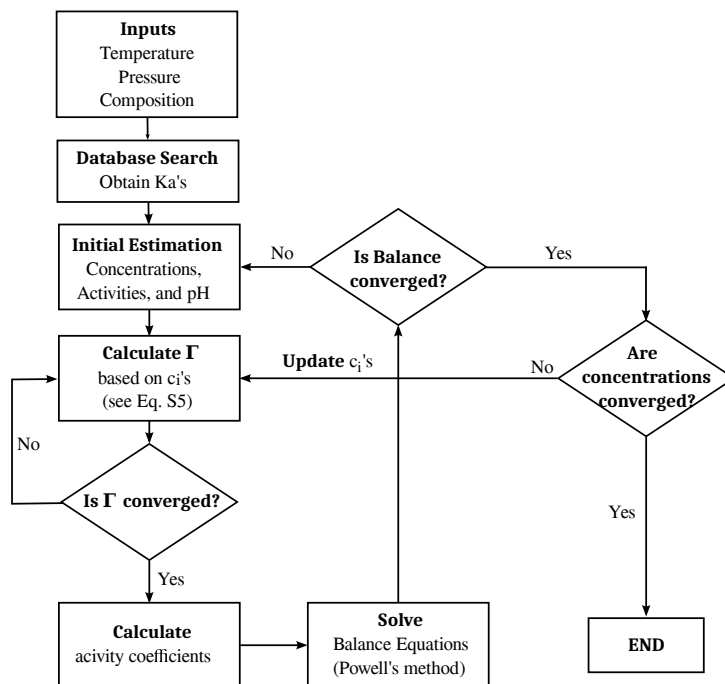 Inputs
Temperature
Pressure
Composition
Database Search
Obtain Ka's
Initial Estimation
Concentrations,
Activities, and pH
No
Is Balance
converged?
Yes
Calculate Γ
based on ci's
(see Eq. S5)
Update ci's
No
Are
concentrations
converged?
No
Is Γ converged?
Yes
Yes
Calculate
acivity coefficients
Solve
Balance Equations
(Powell's method)
END